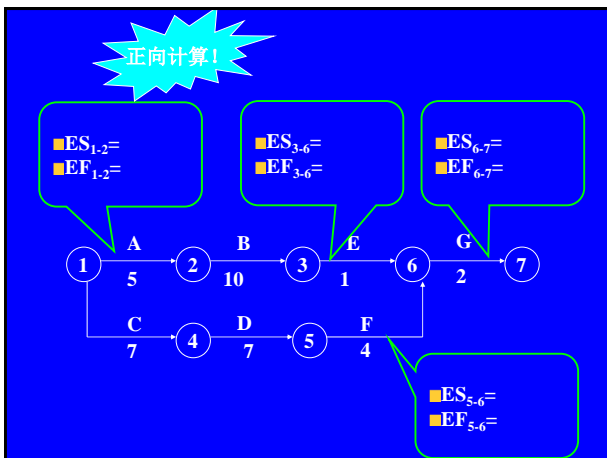 正向计算!
■ES1-2=
■EF1-2=
■ES3-6=
■EF3-6=
■ES6-7=
■EF6-7=
A B E G
1 2 3 6 7
5 10 1 2
C D F
4 5
7 7 4
■ES5-6=
■EF5-6=